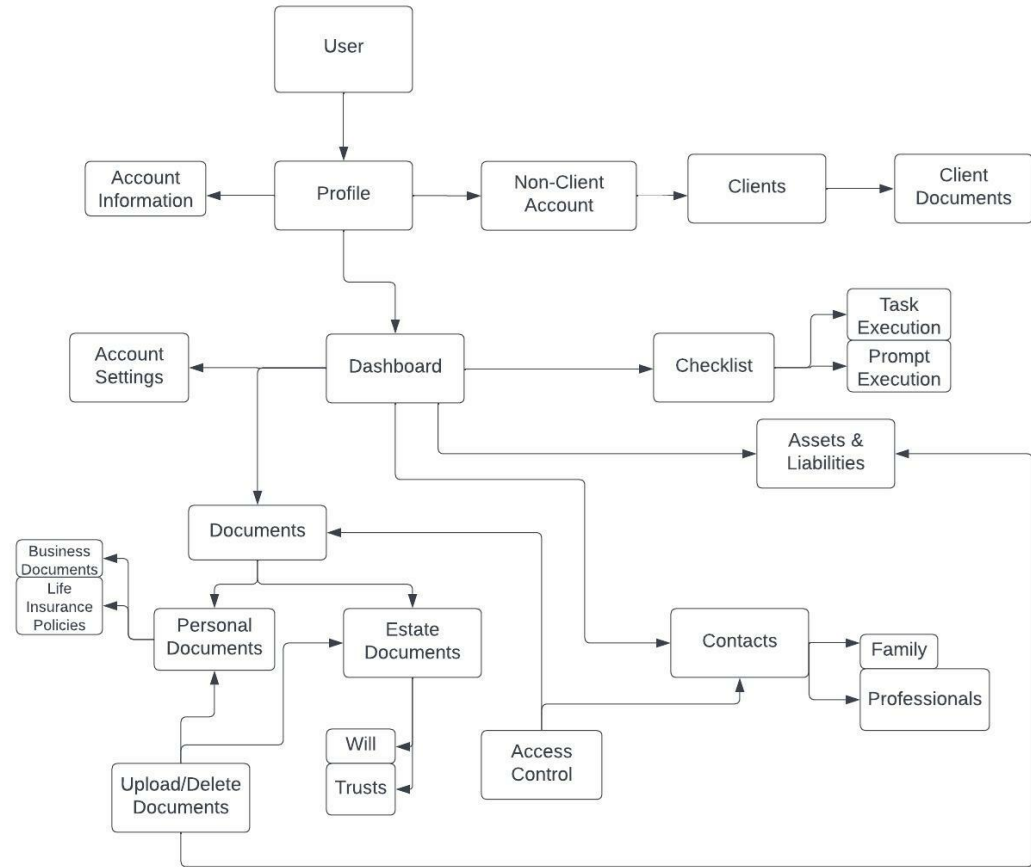 User
Account
Information
Profile
Non-Client
Account
Clients
Client
Documents
Account
Settings
Dashboard
Checklist
Task
Execution
Prompt
Execution
Assets &
Liabilities
Documents
Business
Documents
Life
Insurance
Policies
Personal
Documents
Estate
Documents
Contacts
Family
Professionals
Will
Trusts
Access
Control
Upload/Delete
Documents